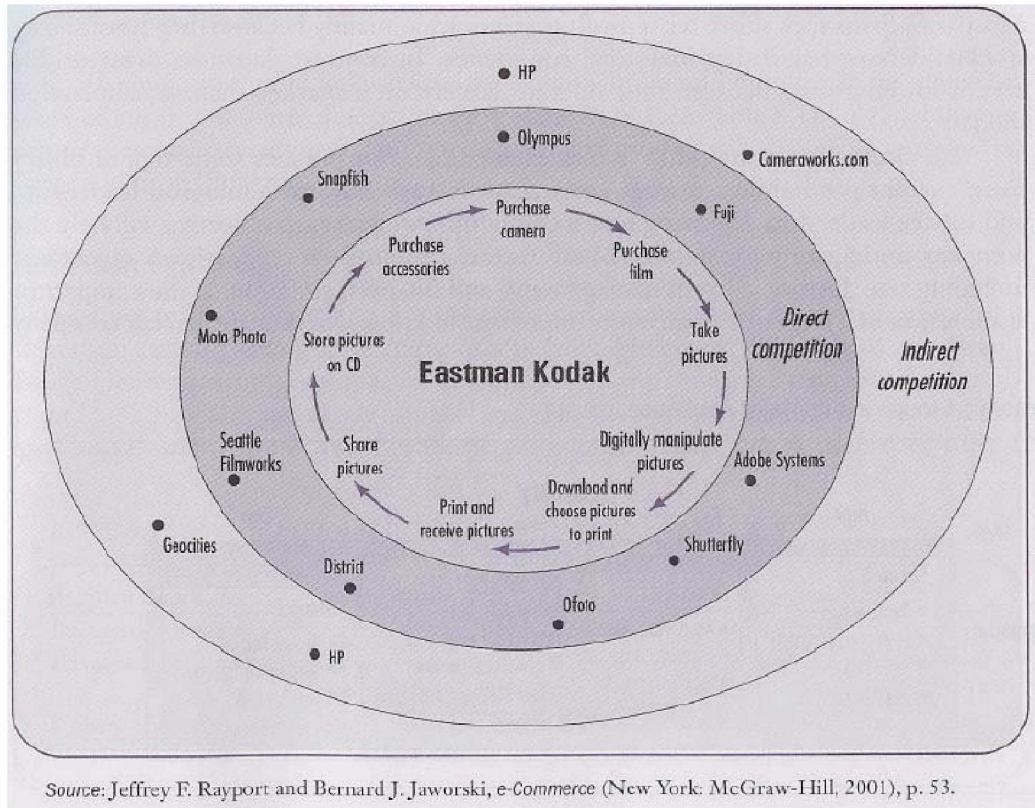 HP
Olympus
Cameraworks.com
Snapfish
Fuji
Purchase
camera
Purchase
accessories
Purchase
film
Moto Photo
Store pictures
on CD
Take
pictures
Direct
competition
Indirect
competition
Eastman Kodak
Seattle
Filmworks
Share
pictures
Digitally manipulate
pictures
Adobe Systems
Print and
receive pictures
Download and
choose pictures
to print
Geocities
District
Shutterfly
Ofoto
HP
Source: Jeffrey F. Rayport and Bernard J. Jaworski, e-Commerce (New York: McGraw-Hill, 2001), p. 53.